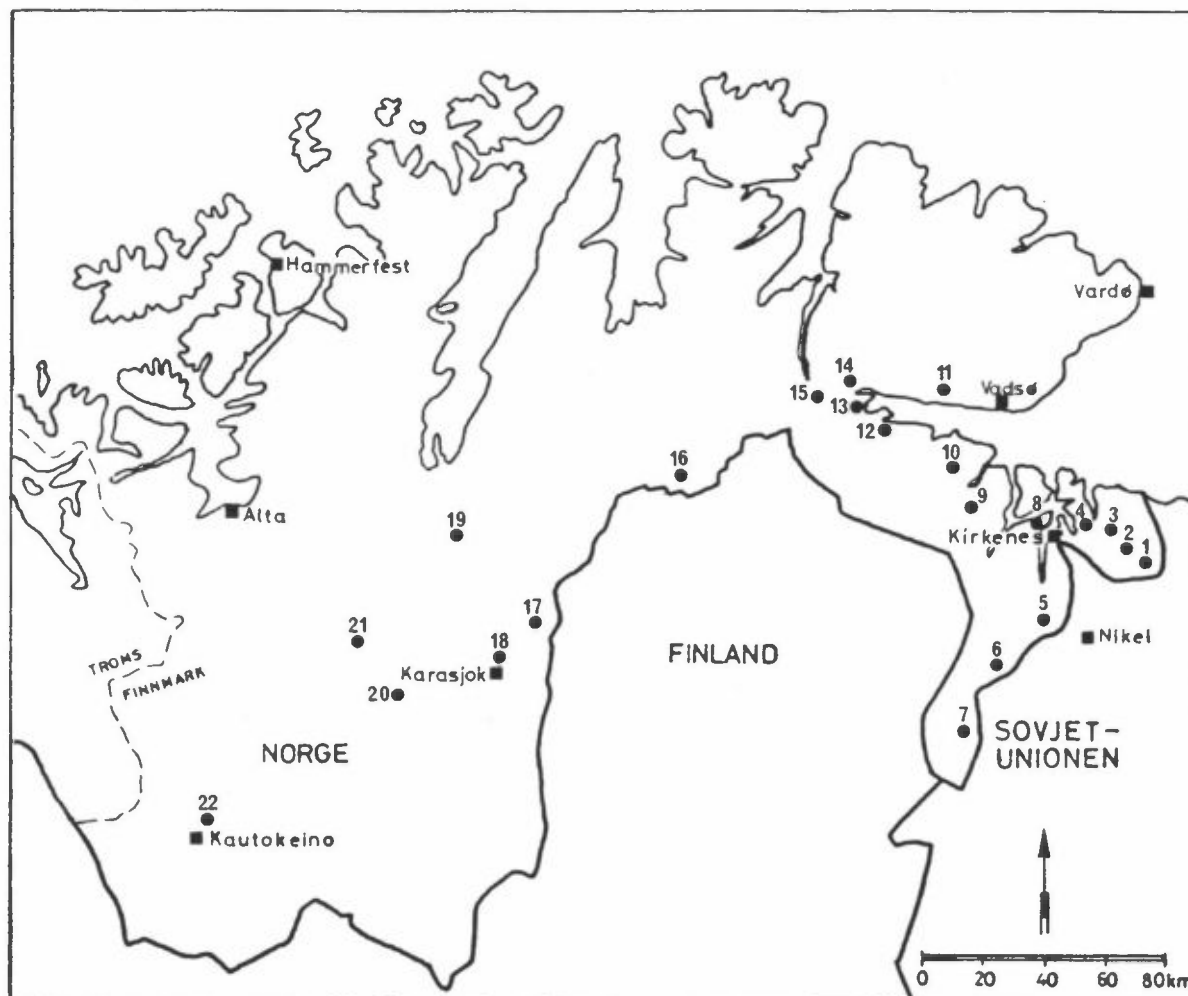 Hammerfest
Vardø
14
11
15
Vadsø
13
12
16
10
9
8
4
3
2
1
Alta
19
Kirkenes
17
5
21
18
Nikel
TROMS
FINNMARK
Karasjok
FINLAND
6
20
7
NORGE
SOVJET-
UNIONEN
22
Kautokeino
0 20 40 60 80km